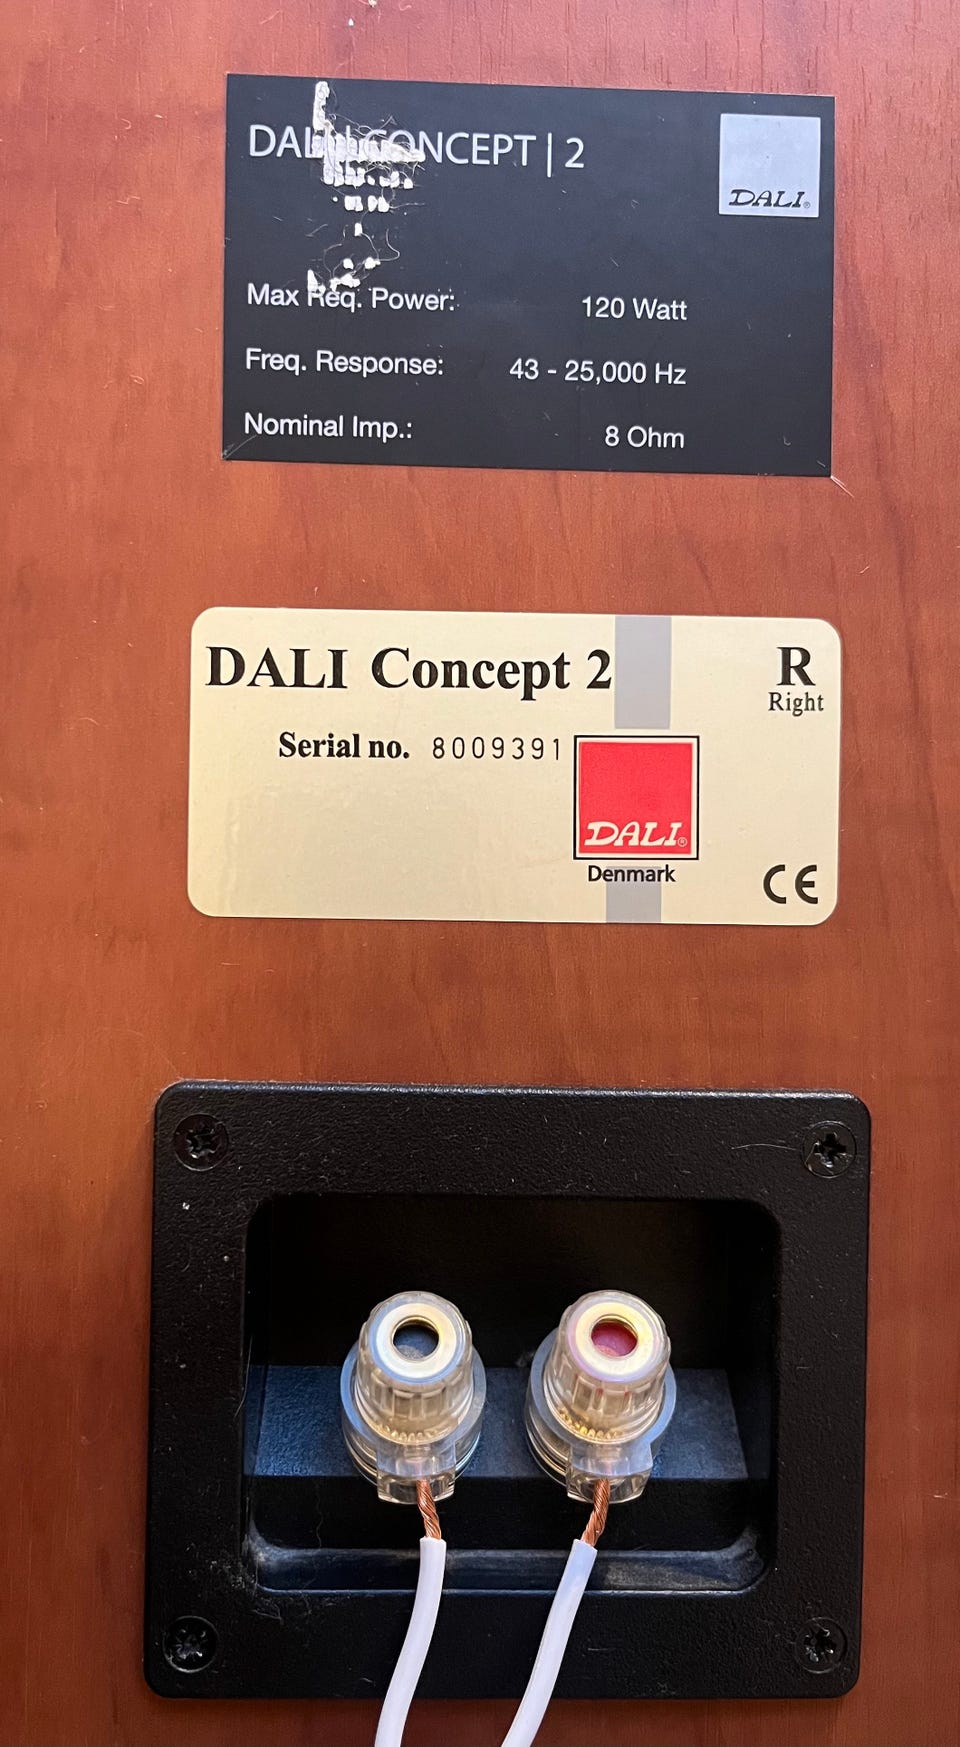 DALI CONCEPT | 2
DALI®
Max Req. Power: 120 Watt
Freq. Response: 43 - 25,000 Hz
Nominal Imp.: 8 Ohm
DALI Concept 2
R
Right
Serial no. 8009391
DALI®
Denmark
CE